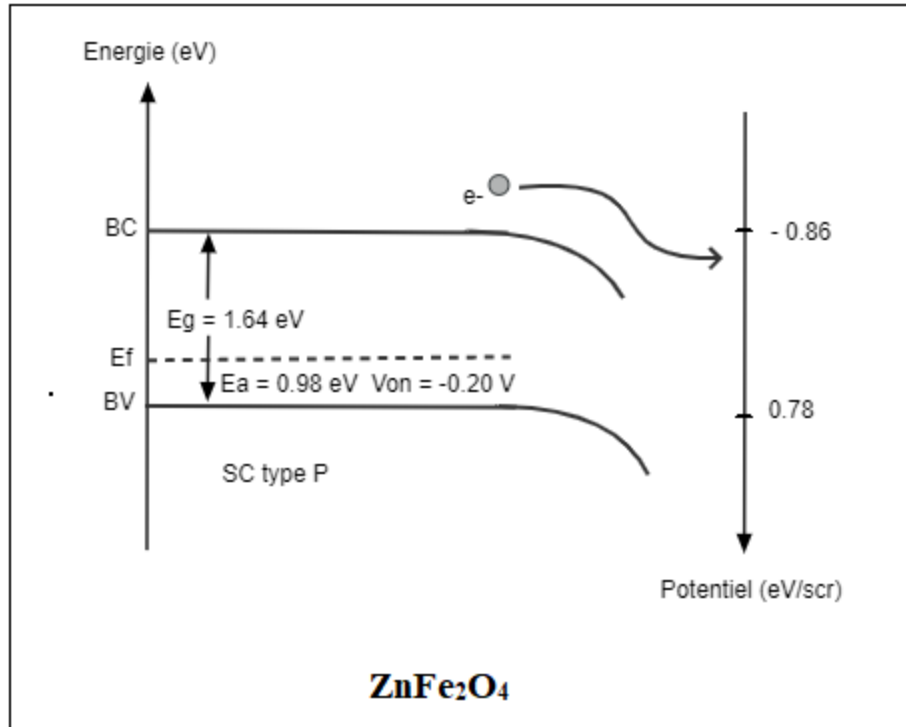 Energie (eV)
e-
BC
- 0.86
Eg = 1.64 eV
Ef
Ea = 0.98 eV Von = -0.20 V
BV
0.78
SC type P
Potentiel (eV/scr)
ZnFe₂O₄